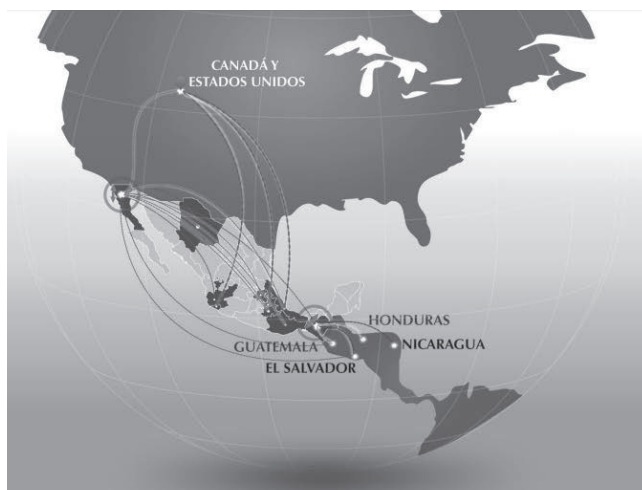 CANADÁ Y
ESTADOS UNIDOS
HONDURAS
GUATEMALA
NICARAGUA
EL SALVADOR